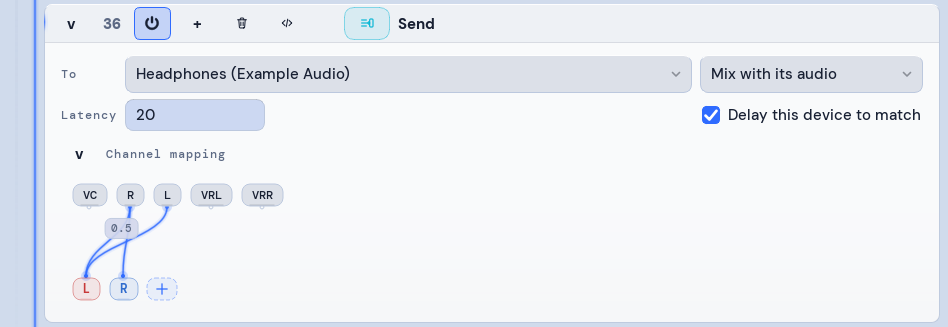 v 36 + </> Send
To Headphones (Example Audio) Mix with its audio
Latency 20 Delay this device to match
v Channel mapping
VC R L VRL VRR
0.5
L R +